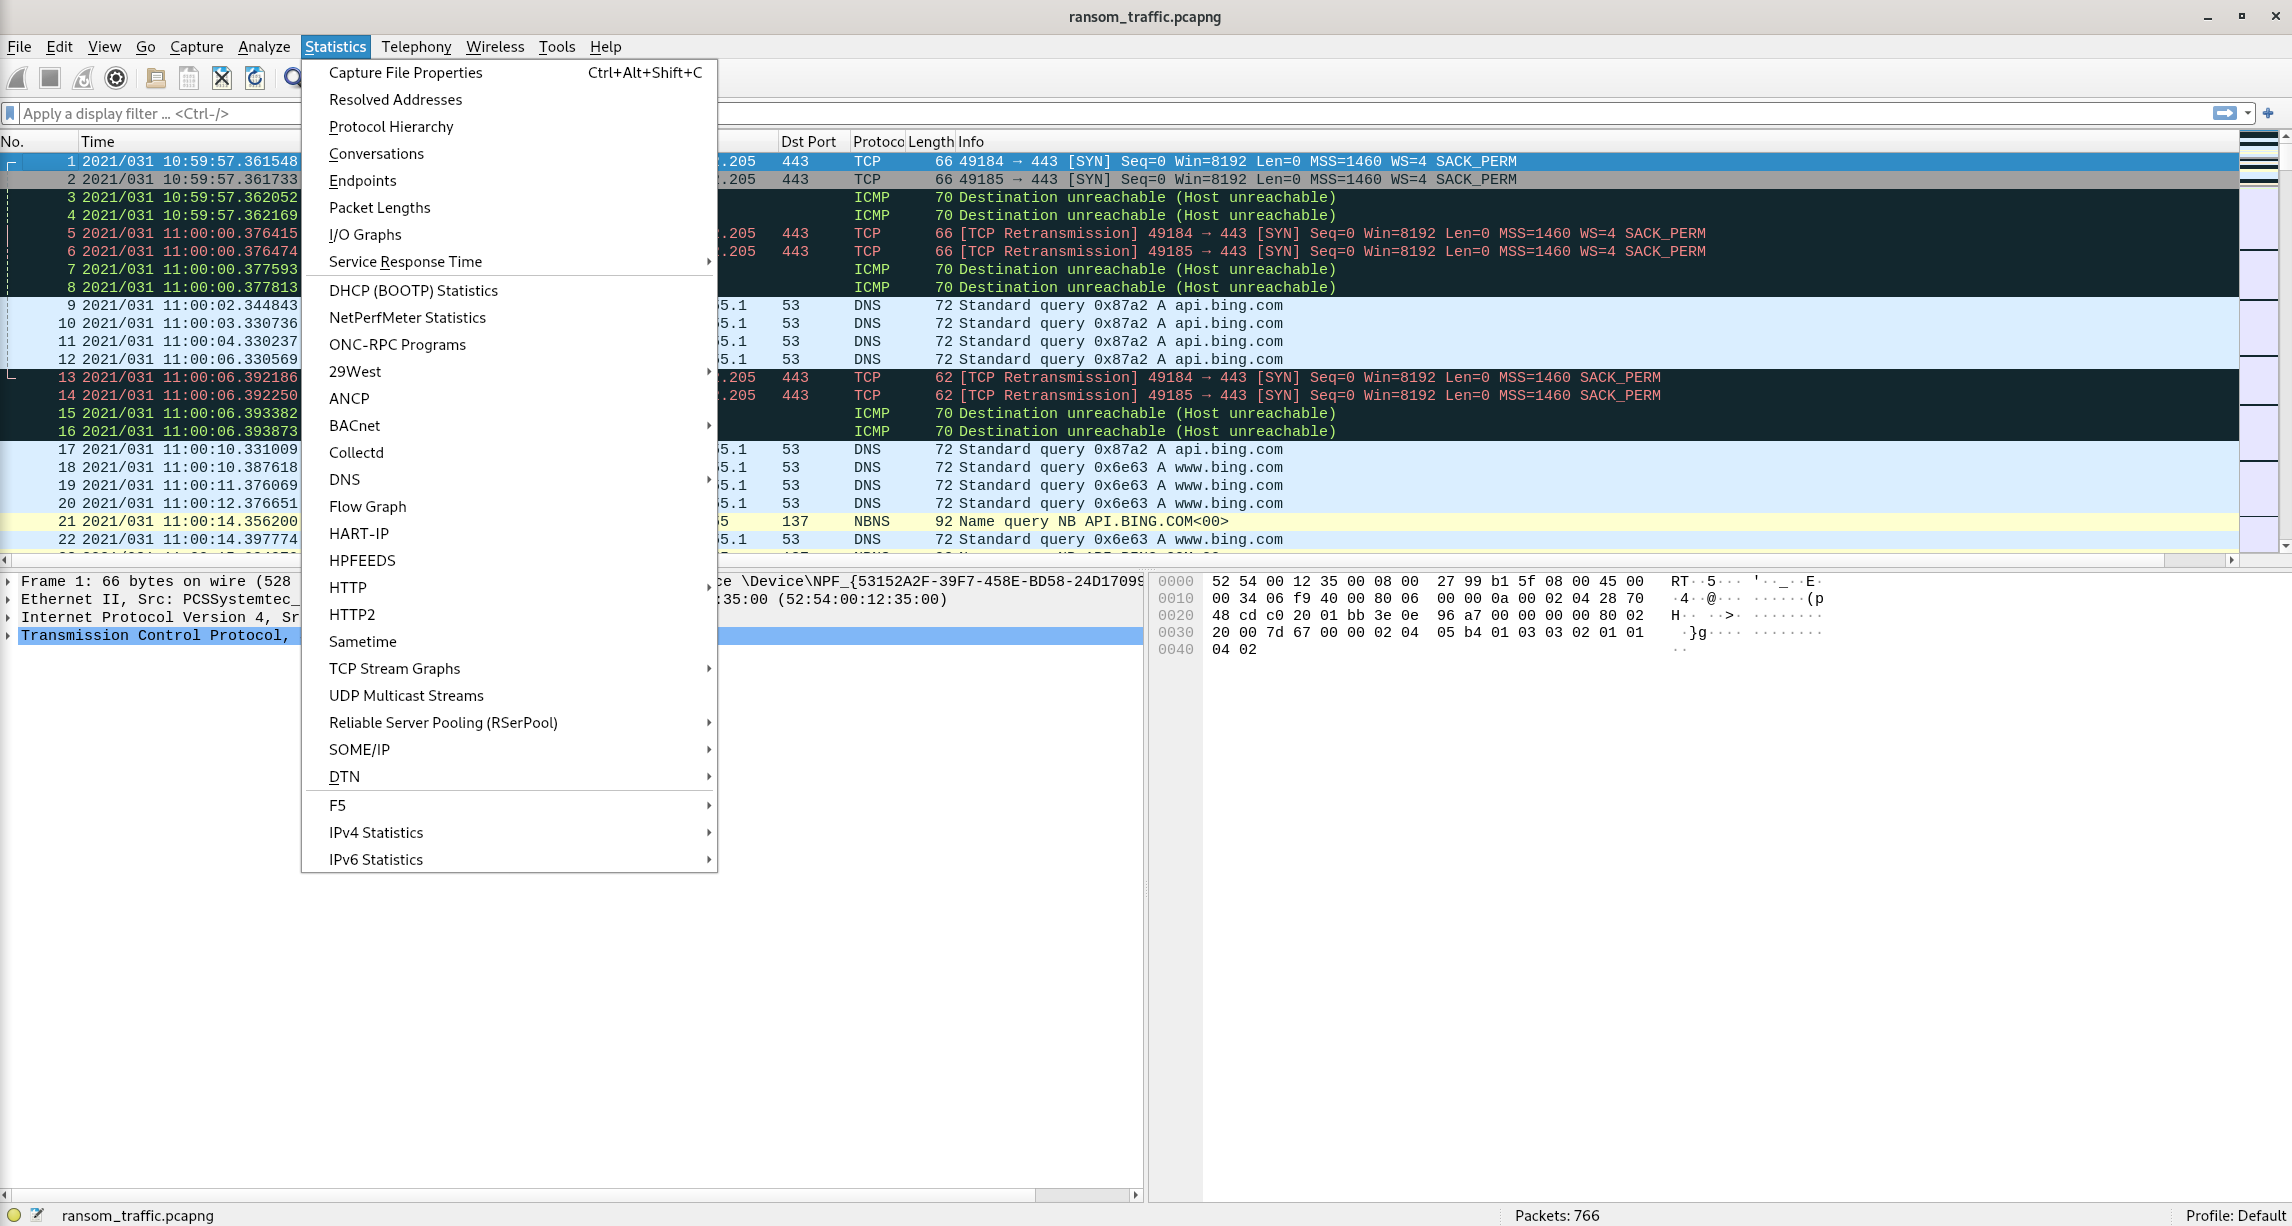 ransom_traffic.pcapng
File Edit View Go Capture Analyze Statistics Telephony Wireless Tools Help
Apply a display filter … <Ctrl-/>
Capture File Properties Ctrl+Alt+Shift+C
Resolved Addresses
Protocol Hierarchy
Conversations
Endpoints
Packet Lengths
I/O Graphs
Service Response Time
DHCP (BOOTP) Statistics
NetPerfMeter Statistics
ONC-RPC Programs
29West
ANCP
BACnet
Collectd
DNS
Flow Graph
HART-IP
HPFEEDS
HTTP
HTTP2
Sametime
TCP Stream Graphs
UDP Multicast Streams
Reliable Server Pooling (RSerPool)
SOME/IP
DTN
F5
IPv4 Statistics
IPv6 Statistics
No. Time Dst Port Protoco Length Info
1 2021/031 10:59:57.361548 .205 443 TCP 66 49184 → 443 [SYN] Seq=0 Win=8192 Len=0 MSS=1460 WS=4 SACK_PERM
2 2021/031 10:59:57.361733 .205 443 TCP 66 49185 → 443 [SYN] Seq=0 Win=8192 Len=0 MSS=1460 WS=4 SACK_PERM
3 2021/031 10:59:57.362052 ICMP 70 Destination unreachable (Host unreachable)
4 2021/031 10:59:57.362169 ICMP 70 Destination unreachable (Host unreachable)
5 2021/031 11:00:00.376415 .205 443 TCP 66 [TCP Retransmission] 49184 → 443 [SYN] Seq=0 Win=8192 Len=0 MSS=1460 WS=4 SACK_PERM
6 2021/031 11:00:00.376474 .205 443 TCP 66 [TCP Retransmission] 49185 → 443 [SYN] Seq=0 Win=8192 Len=0 MSS=1460 WS=4 SACK_PERM
7 2021/031 11:00:00.377593 ICMP 70 Destination unreachable (Host unreachable)
8 2021/031 11:00:00.377813 ICMP 70 Destination unreachable (Host unreachable)
9 2021/031 11:00:02.344843 5.1 53 DNS 72 Standard query 0x87a2 A api.bing.com
10 2021/031 11:00:03.330736 5.1 53 DNS 72 Standard query 0x87a2 A api.bing.com
11 2021/031 11:00:04.330237 5.1 53 DNS 72 Standard query 0x87a2 A api.bing.com
12 2021/031 11:00:06.330569 5.1 53 DNS 72 Standard query 0x87a2 A api.bing.com
13 2021/031 11:00:06.392186 .205 443 TCP 62 [TCP Retransmission] 49184 → 443 [SYN] Seq=0 Win=8192 Len=0 MSS=1460 SACK_PERM
14 2021/031 11:00:06.392250 .205 443 TCP 62 [TCP Retransmission] 49185 → 443 [SYN] Seq=0 Win=8192 Len=0 MSS=1460 SACK_PERM
15 2021/031 11:00:06.393382 ICMP 70 Destination unreachable (Host unreachable)
16 2021/031 11:00:06.393873 ICMP 70 Destination unreachable (Host unreachable)
17 2021/031 11:00:10.331009 5.1 53 DNS 72 Standard query 0x87a2 A api.bing.com
18 2021/031 11:00:10.387618 5.1 53 DNS 72 Standard query 0x6e63 A www.bing.com
19 2021/031 11:00:11.376069 5.1 53 DNS 72 Standard query 0x6e63 A www.bing.com
20 2021/031 11:00:12.376651 5.1 53 DNS 72 Standard query 0x6e63 A www.bing.com
21 2021/031 11:00:14.356200 5 137 NBNS 92 Name query NB API.BING.COM<00>
22 2021/031 11:00:14.397774 5.1 53 DNS 72 Standard query 0x6e63 A www.bing.com
Frame 1: 66 bytes on wire (528 ce \Device\NPF_{53152A2F-39F7-458E-BD58-24D17099
Ethernet II, Src: PCSSystemtec_ :35:00 (52:54:00:12:35:00)
Internet Protocol Version 4, Sr
Transmission Control Protocol,
0000 52 54 00 12 35 00 08 00 27 99 b1 5f 08 00 45 00 RT··5··· '··_··E·
0010 00 34 06 f9 40 00 80 06 00 00 0a 00 02 04 28 70 ·4··@··· ······(p
0020 48 cd c0 20 01 bb 3e 0e 96 a7 00 00 00 00 80 02 H·· ··>· ········
0030 20 00 7d 67 00 00 02 04 05 b4 01 03 03 02 01 01  ·}g···· ········
0040 04 02 ··
ransom_traffic.pcapng Packets: 766 Profile: Default